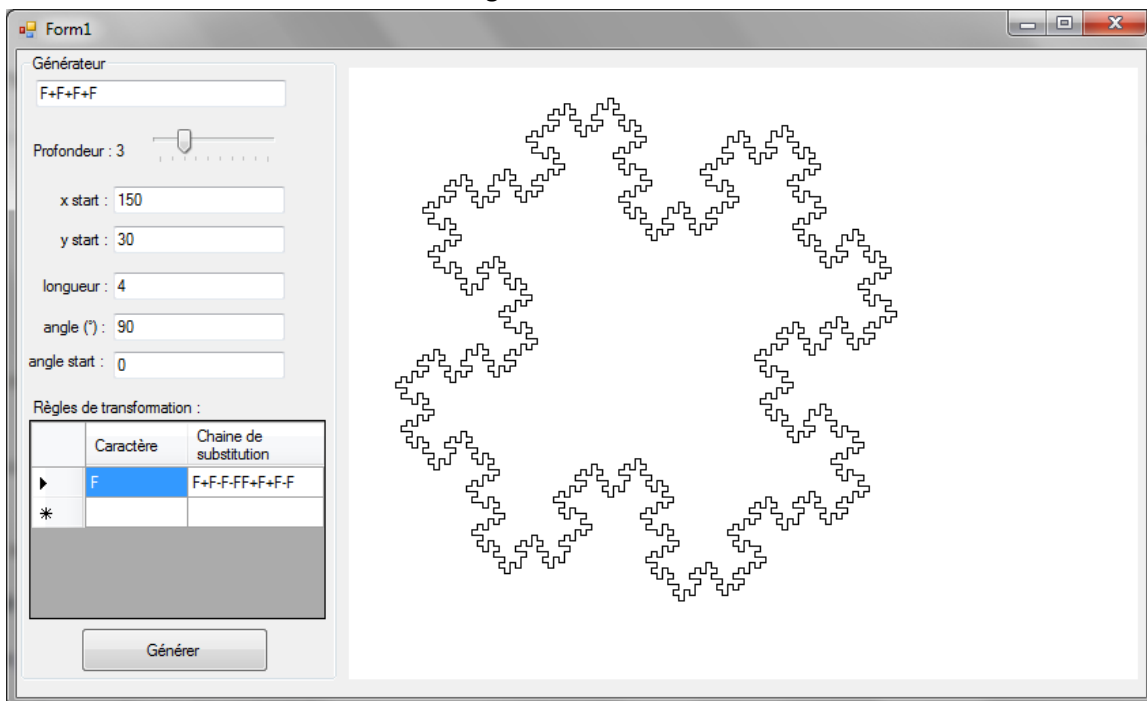 Form1
Générateur
F+F+F+F
Profondeur : 3
x start : 150
y start : 30
longueur : 4
angle (°) : 90
angle start : 0
Règles de transformation :
Caractère
Chaine de
substitution
F
F+F-F-FF+F+F-F
Générer